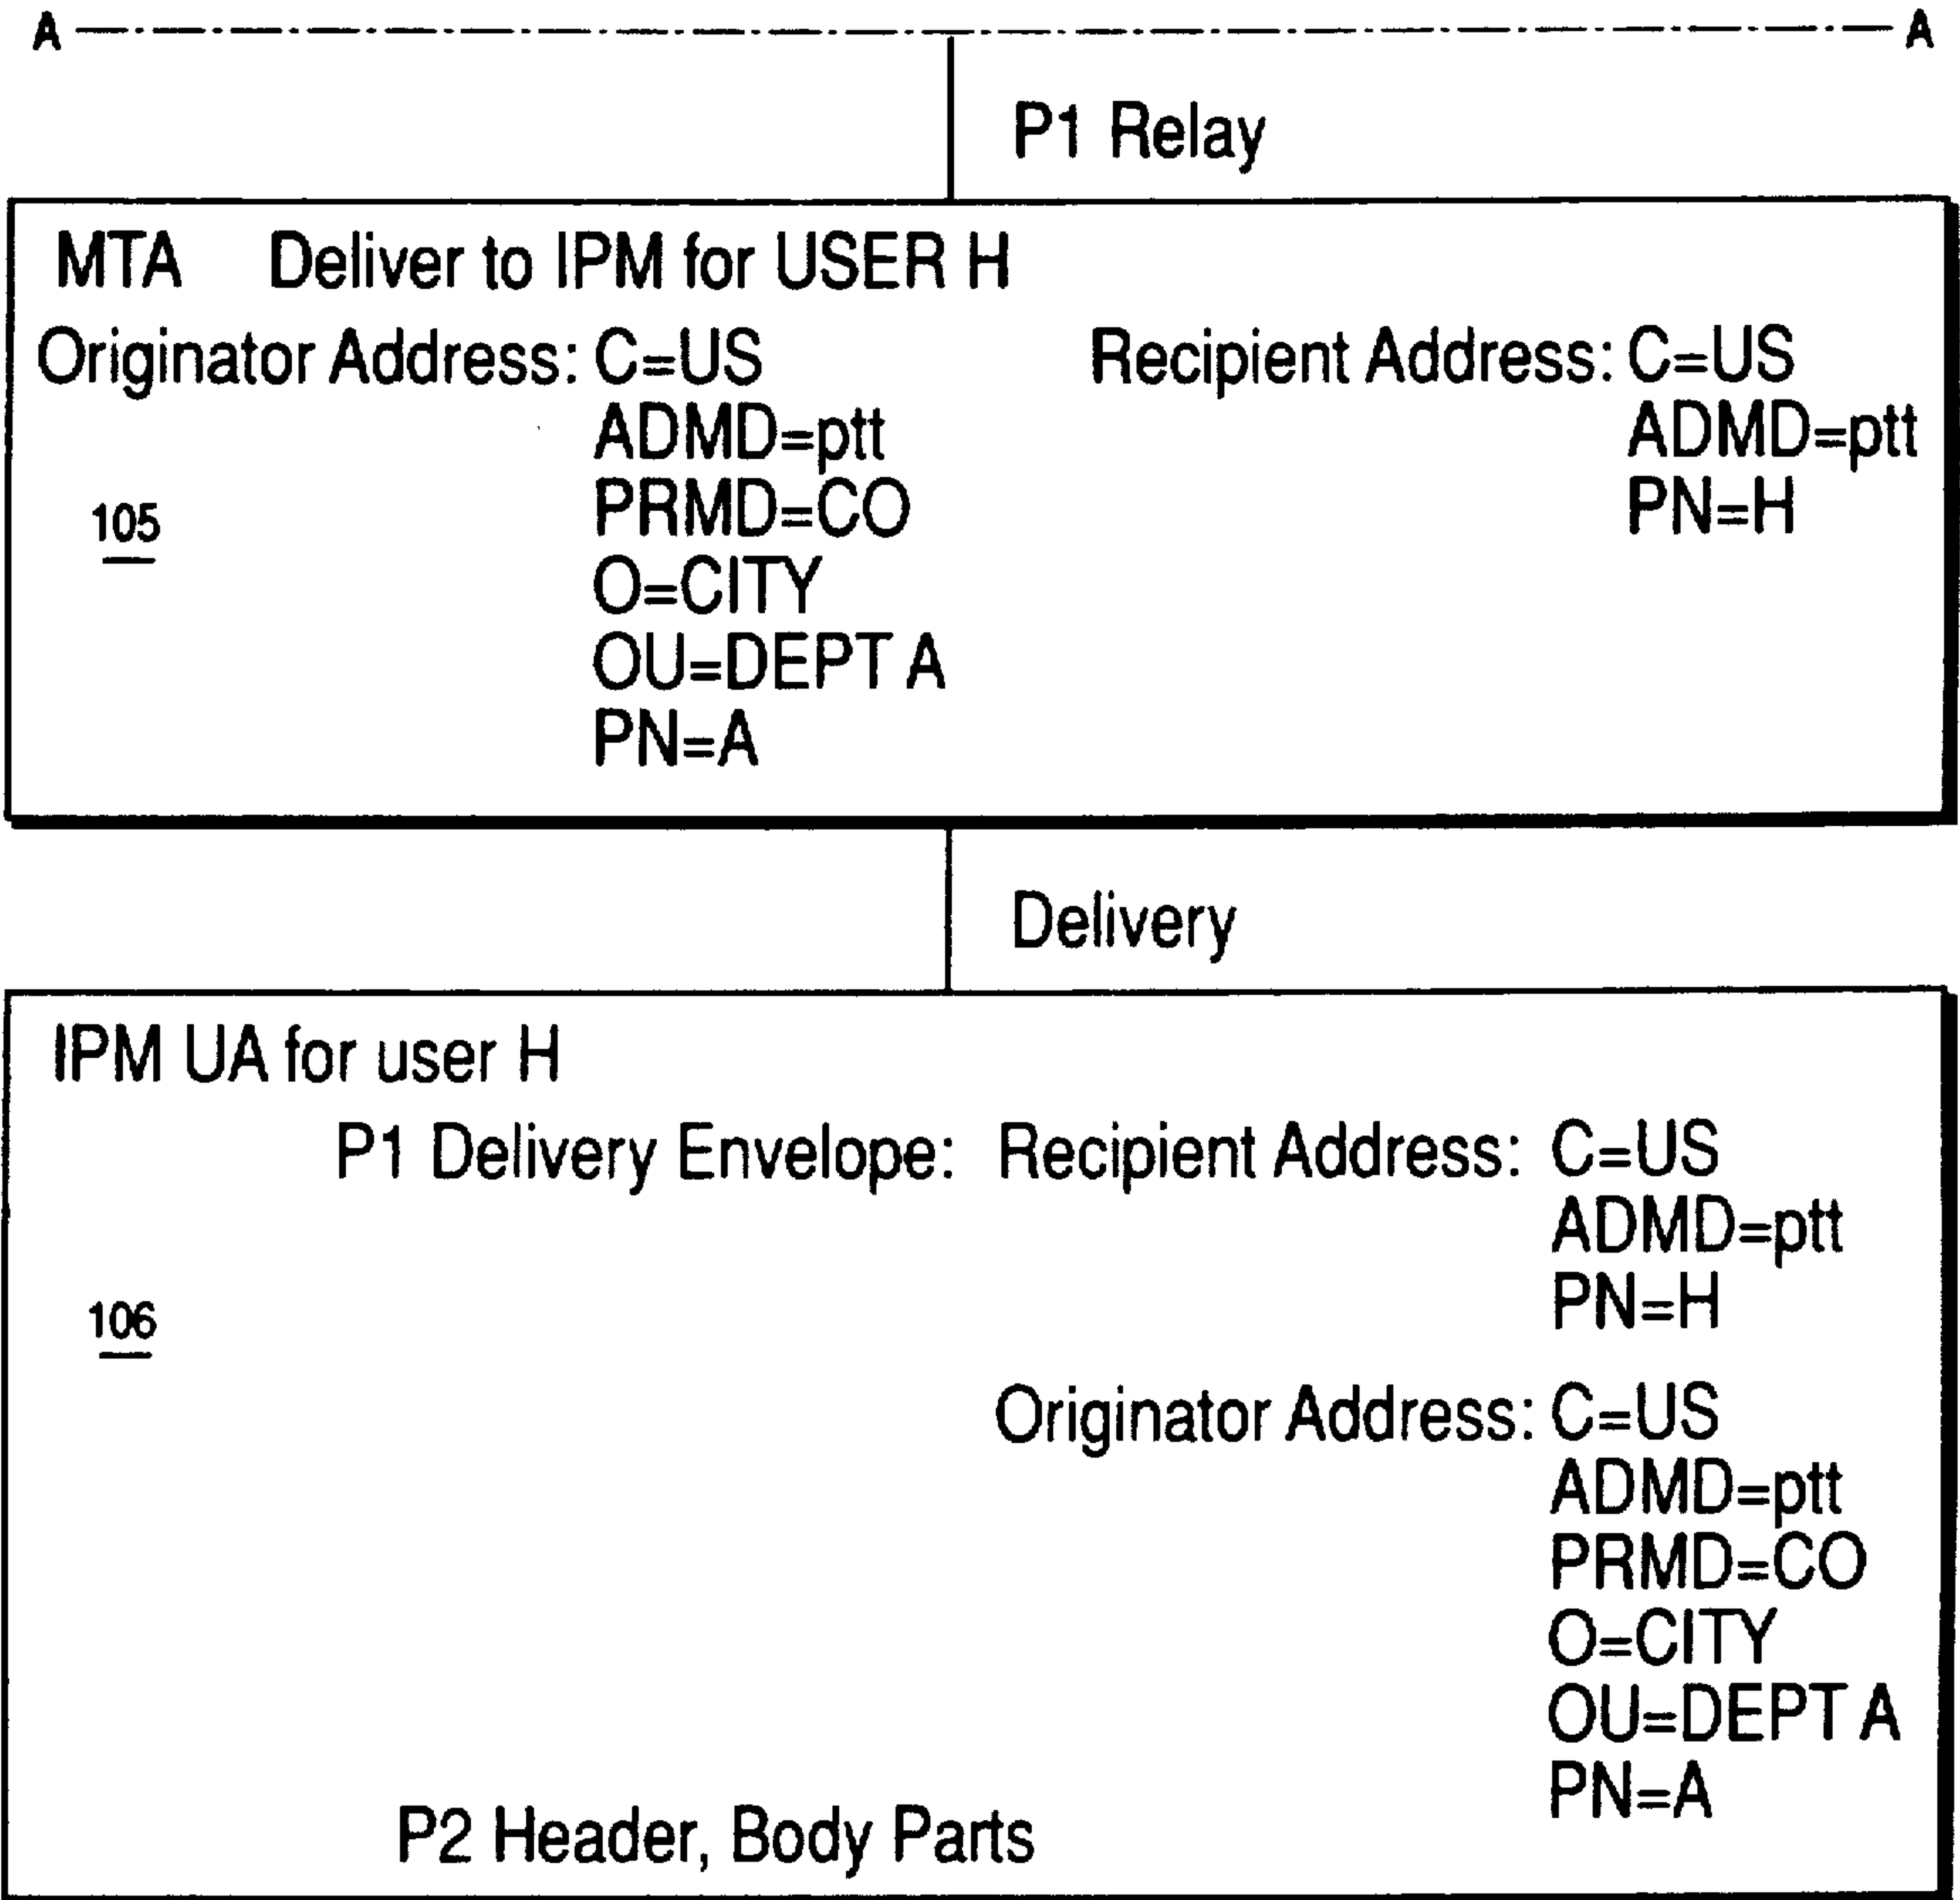 A A
P1 Relay
MTA Deliver to IPM for USER H
Originator Address: C=US Recipient Address: C=US
ADMD=ptt ADMD=ptt
PRMD=CO PN=H
105
O=CITY
OU=DEPT A
PN=A
Delivery
IPM UA for user H
P1 Delivery Envelope: Recipient Address: C=US
ADMD=ptt
PN=H
106
Originator Address: C=US
ADMD=ptt
PRMD=CO
O=CITY
OU=DEPT A
PN=A
P2 Header, Body Parts